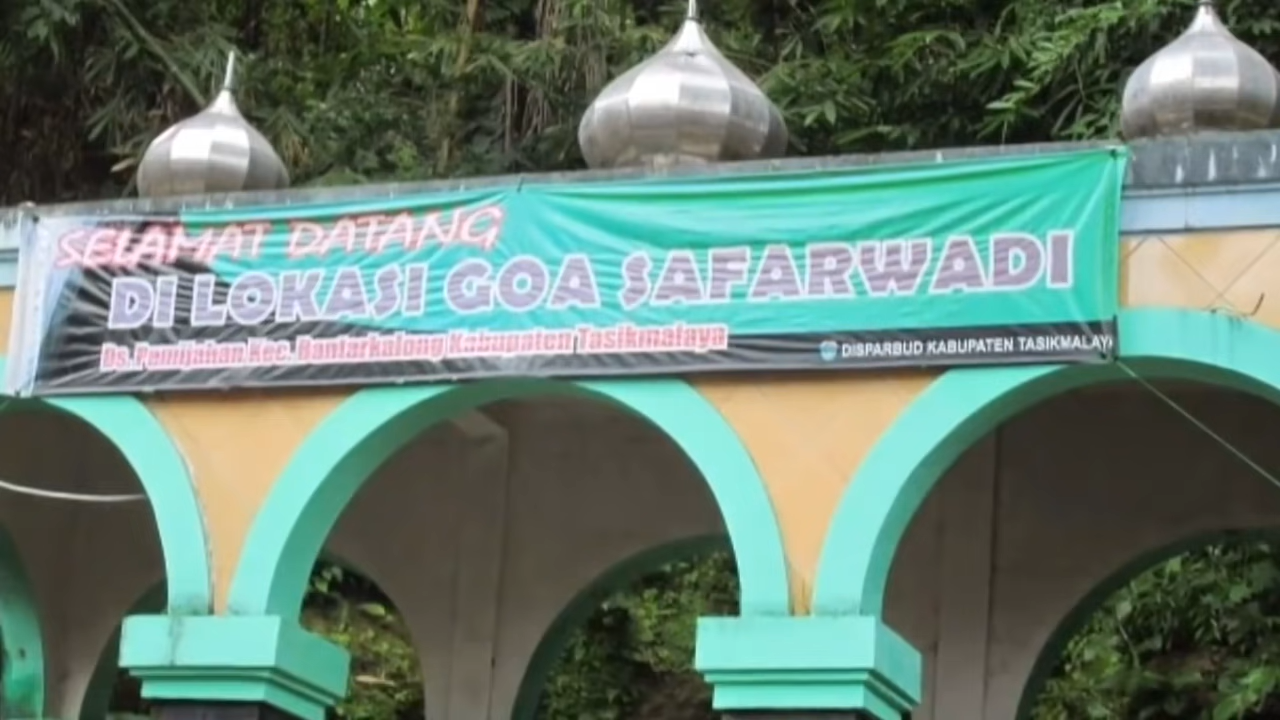 SELAMAT DATANG
DI LOKASI GOA SAFARWADI
Ds. Pamijahan Kec. Bantarkalong Kabupaten Tasikmalaya
DISPARBUD KABUPATEN TASIKMALAYA